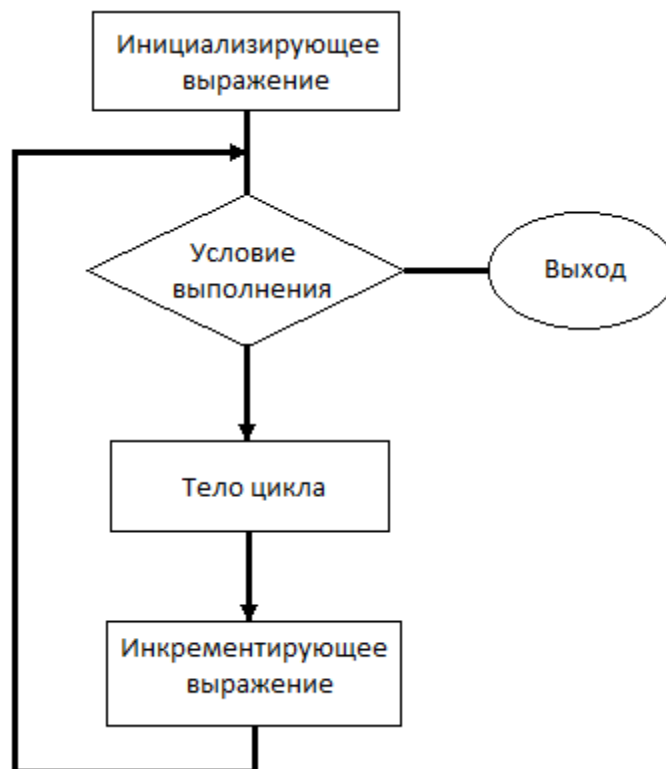 Инициализирующее
выражение
Условие
выполнения
Выход
Тело цикла
Инкрементирующее
выражение